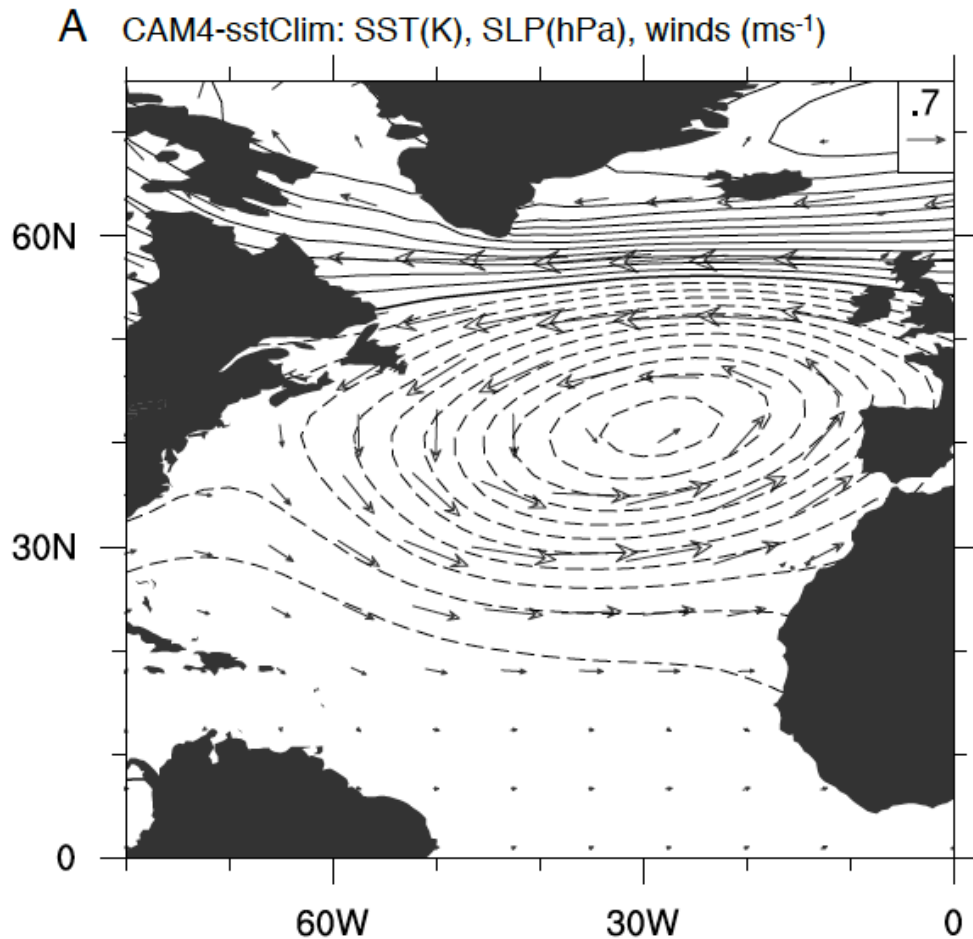 A CAM4-sstClim: SST(K), SLP(hPa), winds (ms⁻¹)
.7
60N
30N
0
60W 30W 0